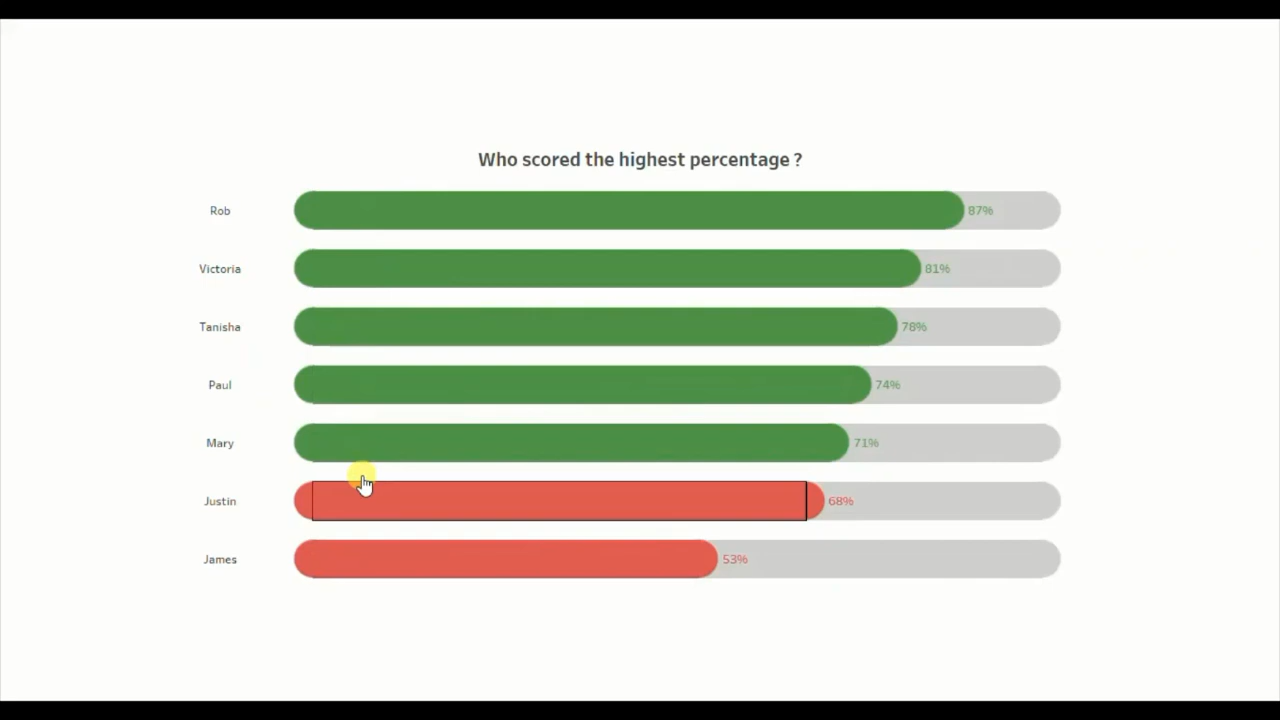 Who scored the highest percentage ?
Rob 87%
Victoria 81%
Tanisha 78%
Paul 74%
Mary 71%
Justin 68%
James 53%